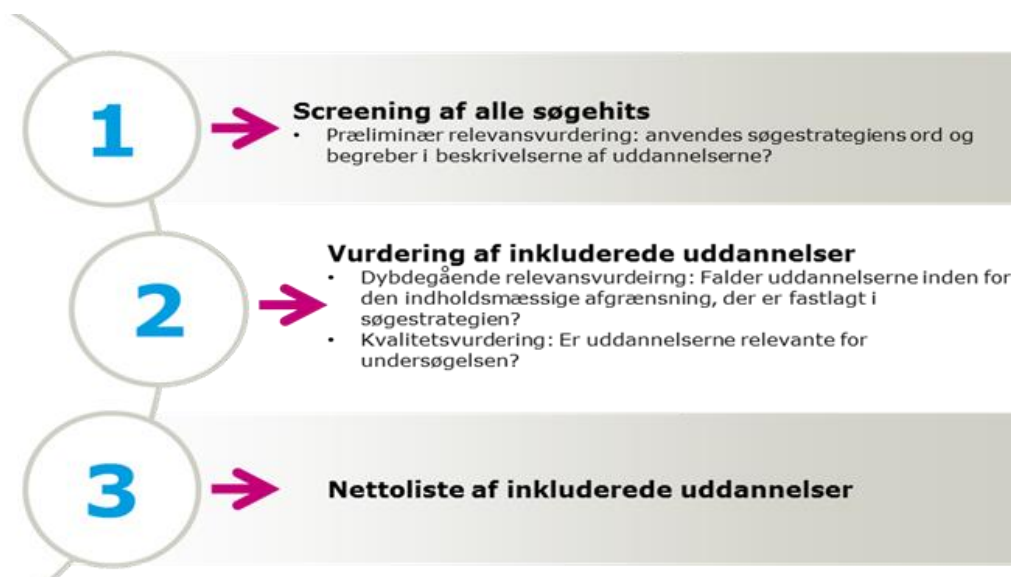 1
Screening af alle søgehits
• Præliminær relevansvurdering: anvendes søgestrategiens ord og
begreber i beskrivelserne af uddannelserne?
2
Vurdering af inkluderede uddannelser
• Dybdegående relevansvurdeirng: Falder uddannelserne inden for
den indholdsmæssige afgrænsning, der er fastlagt i
søgestrategien?
• Kvalitetsvurdering: Er uddannelserne relevante for
undersøgelsen?
3
Nettoliste af inkluderede uddannelser